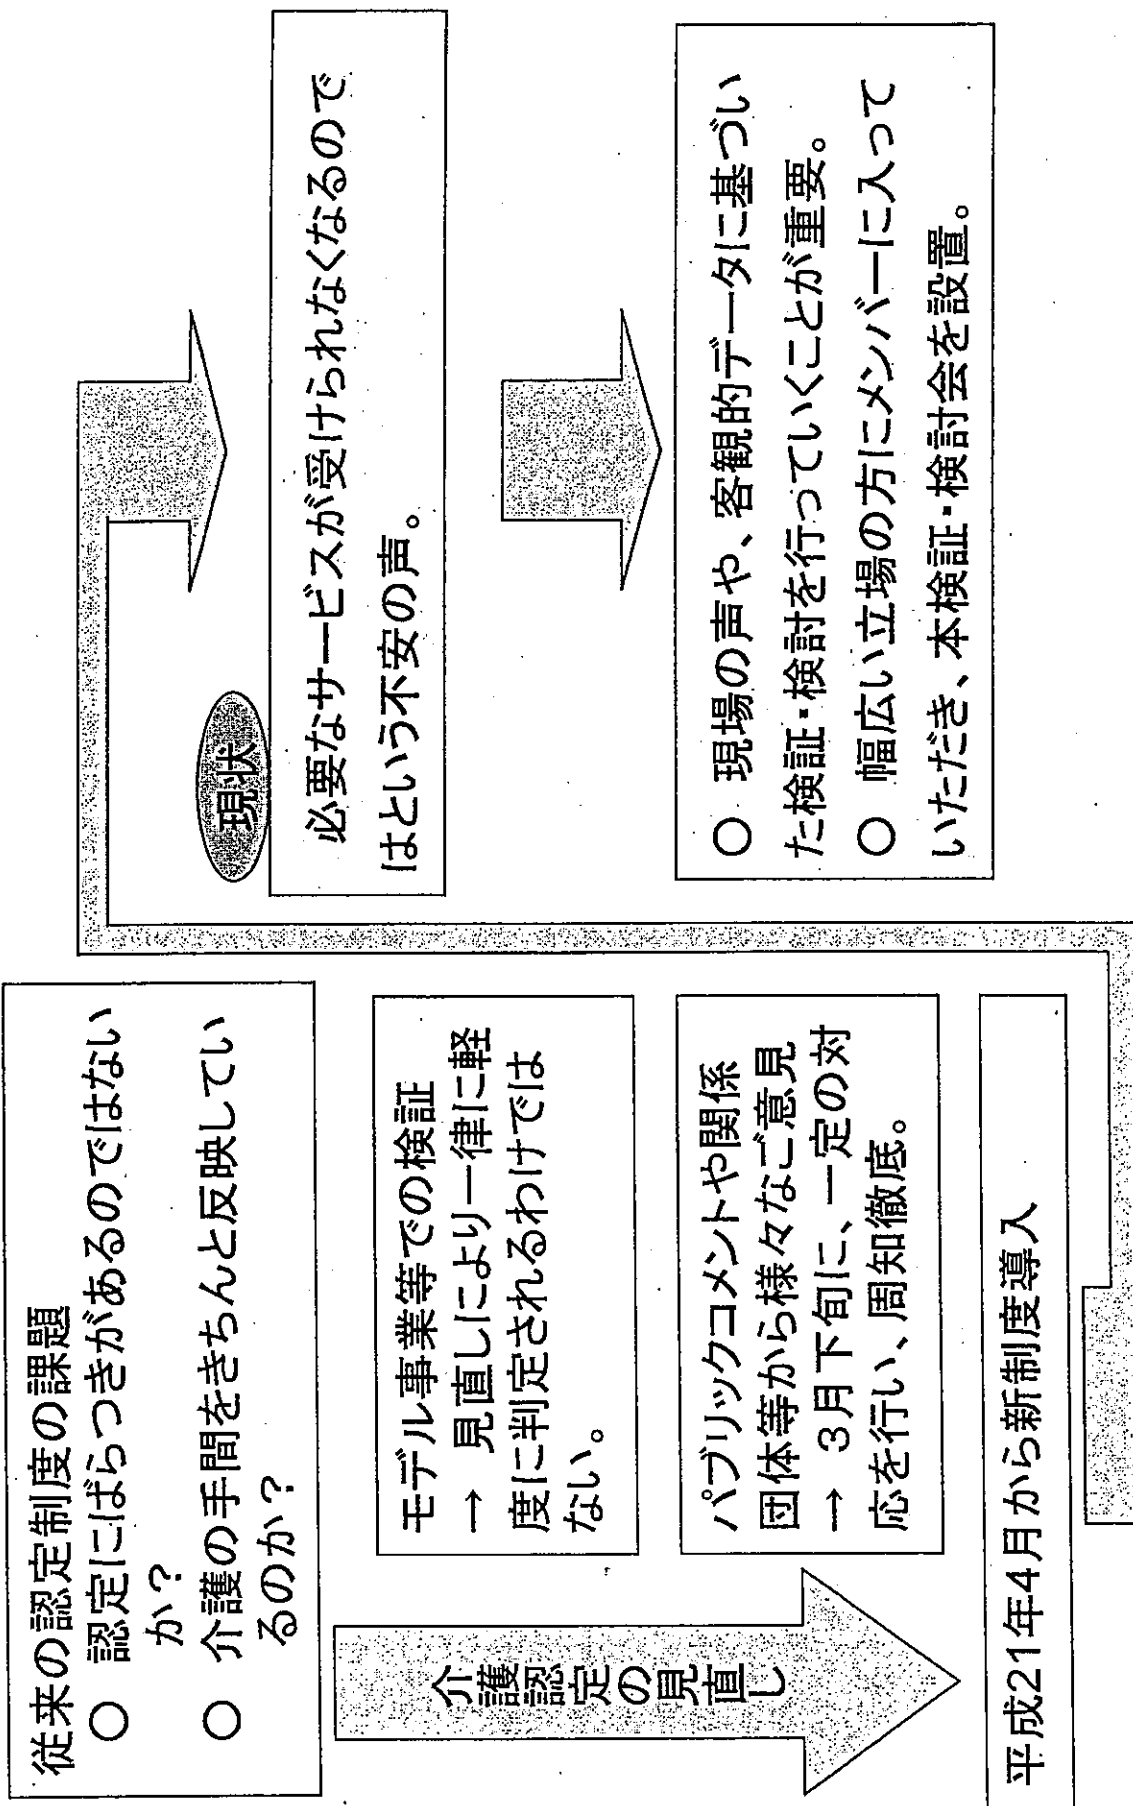 従来の認定制度の課題
○ 認定にばらつきがあるのではない
か？
○ 介護の手間をきちんと反映してい
るのか？
介護認定の見直し
モデル事業等での検証
→ 見直しにより一律に軽
度に判定されるわけでは
ない。
パブリックコメントや関係
団体等から様々なご意見
→ ３月下旬に、一定の対
応を行い、周知徹底。
平成21年4月から新制度導入
現状
必要なサービスが受けられなくなるので
はという不安の声。
○ 現場の声や、客観的データに基づい
た検証・検討を行っていくことが重要。
○ 幅広い立場の方にメンバーに入って
いただき、本検証・検討会を設置。